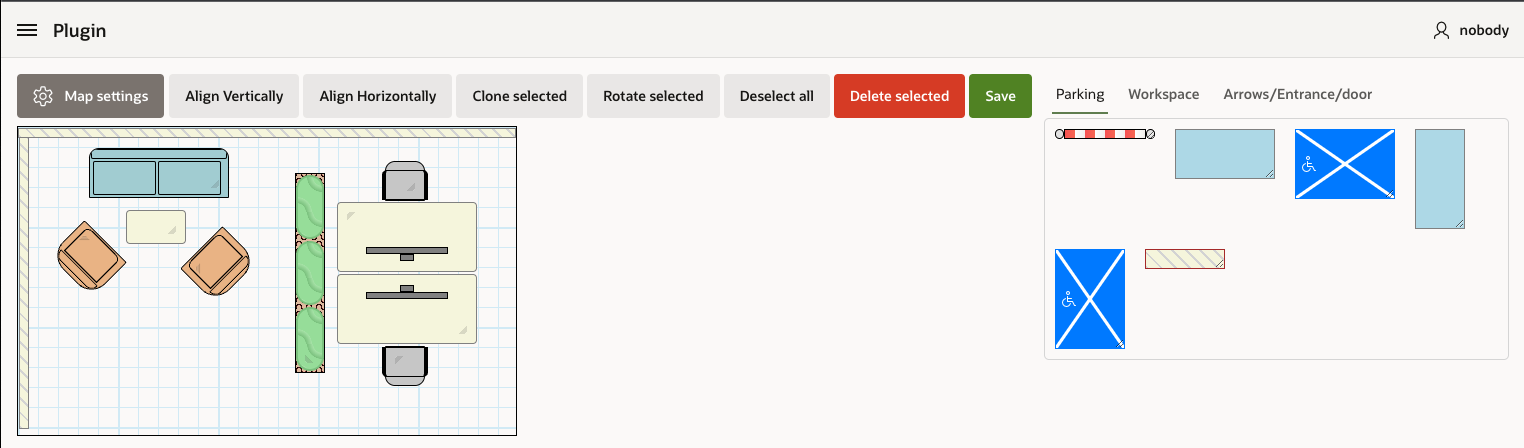 Plugin
nobody
Map settings
Align Vertically
Align Horizontally
Clone selected
Rotate selected
Deselect all
Delete selected
Save
Parking
Workspace
Arrows/Entrance/door